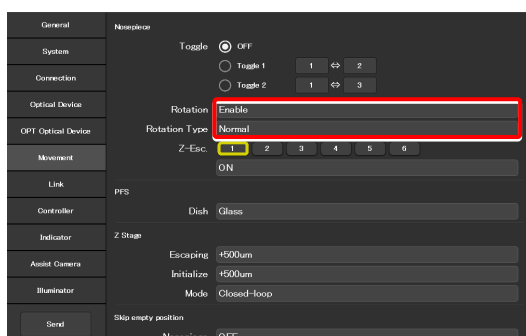 General
System
Connection
Optical Device
OPT Optical Device
Movement
Link
Controller
Indicator
Assist Camera
Illuminator
Send
Nosepiece
Toggle OFF
Toggle 1 1 ⇔ 2
Toggle 2 1 ⇔ 3
Rotation Enable
Rotation Type Normal
Z-Esc. 1 2 3 4 5 6
ON
PFS
Dish Glass
Z Stage
Escaping +500um
Initialize +500um
Mode Closed-loop
Skip empty position
Nosepiece OFF